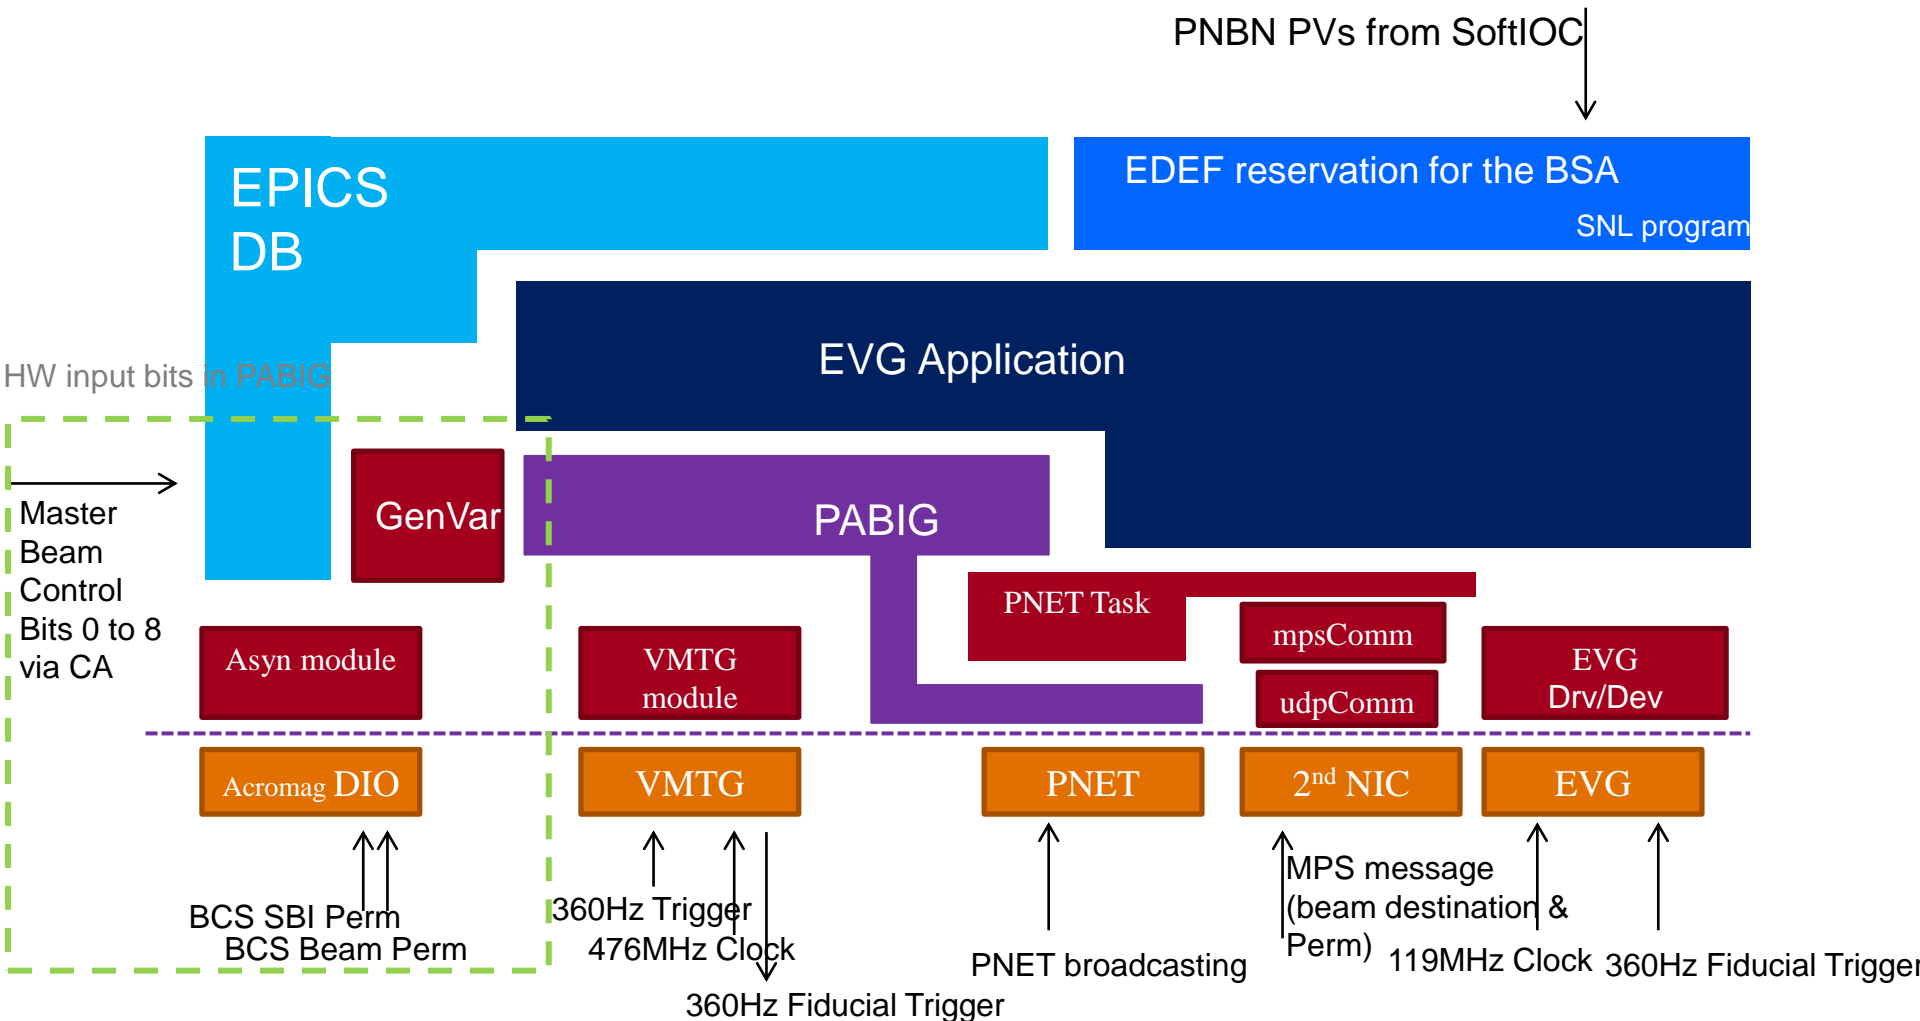 PNBN PVs from SoftIOC
EPICS
DB
EDEF reservation for the BSA
SNL program
EVG Application
HW input bits in PABIG
GenVar
PABIG
Master
Beam
Control
Bits 0 to 8
via CA
PNET Task
mpsComm
Asyn module
VMTG
module
udpComm
EVG
Drv/Dev
Acromag DIO
VMTG
PNET
2nd NIC
EVG
BCS SBI Perm
BCS Beam Perm
360Hz Trigger
476MHz Clock
360Hz Fiducial Trigger
PNET broadcasting
MPS message
(beam destination &
Perm)
119MHz Clock
360Hz Fiducial Trigger